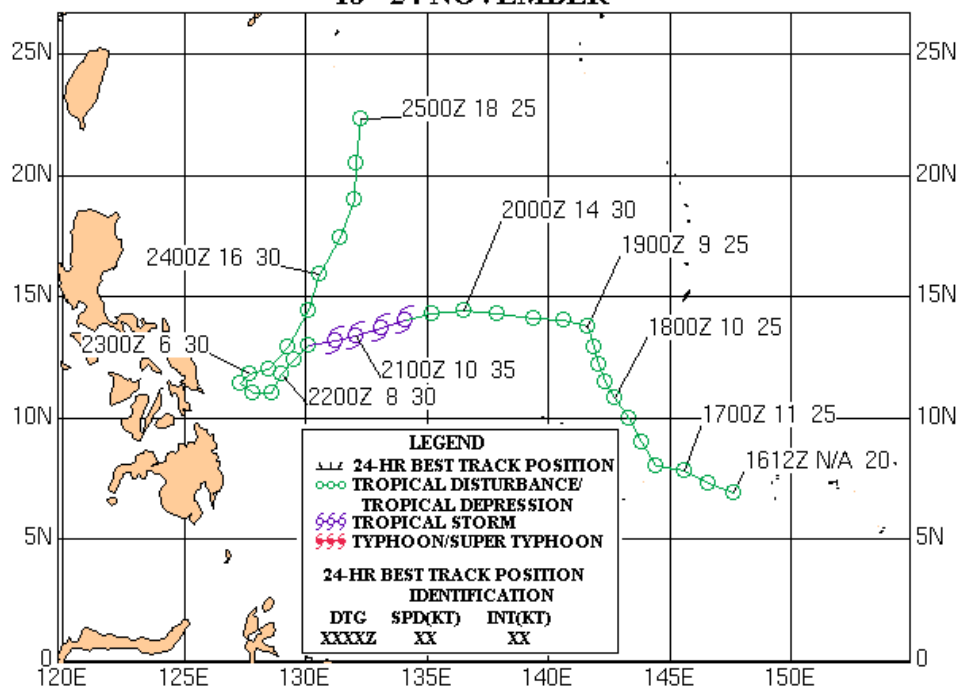 25N
25N
2500Z 18 25
20N
20N
2000Z 14 30
1900Z 9 25
2400Z 16 30
15N
15N
1800Z 10 25
2300Z 6 30
2100Z 10 35
2200Z 8 30
10N
10N
1700Z 11 25
LEGEND
24-HR BEST TRACK POSITION
1612Z N/A 20
TROPICAL DISTURBANCE/
TROPICAL DEPRESSION
TROPICAL STORM
5N
5N
TYPHOON/SUPER TYPHOON
24-HR BEST TRACK POSITION
IDENTIFICATION
DTG SPD(KT) INT(KT)
XXXXZ XX XX
0
0
120E 125E 130E 135E 140E 145E 150E